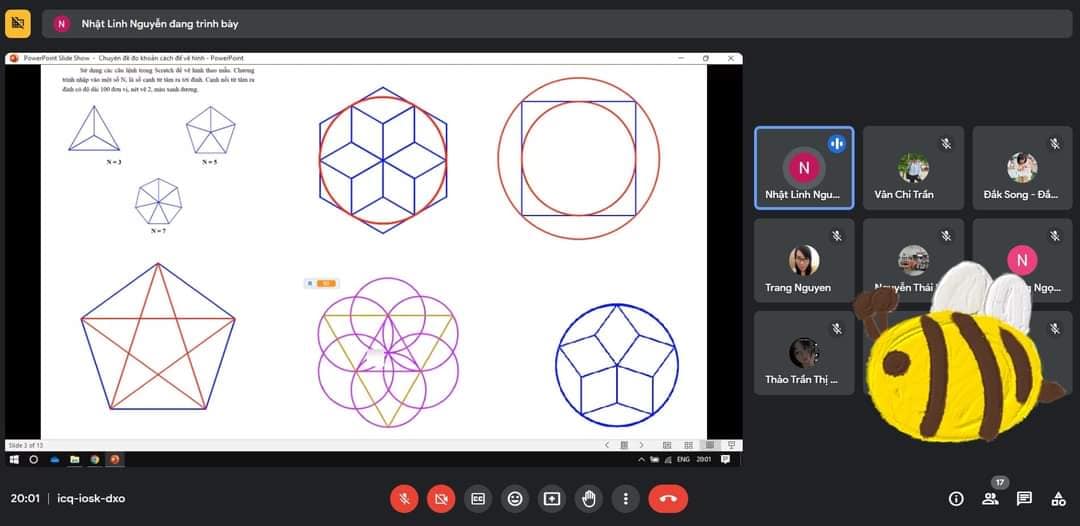 N Nhật Linh Nguyễn đang trình bày
PowerPoint Slide Show - Chuyên đề đo khoản cách để vẽ hình - PowerPoint
Sử dụng các câu lệnh trong Scratch để vẽ hình theo mẫu. Chương
trình nhập vào một số N, là số cạnh từ tâm ra tới đỉnh. Cạnh nối từ tâm ra
đỉnh có độ dài 100 đơn vị, nét vẽ 2, màu xanh dương.
N = 3
N = 5
N = 7
Slide 3 of 13
ENG 20:01
N
Nhật Linh Ngu...
Văn Chi Trần
Đắk Song - Đắ...
Trang Nguyen
Nguyễn Thái
N
Ngọ...
Thảo Trần Thị ...
20:01 | icq-iosk-dxo
CC
17